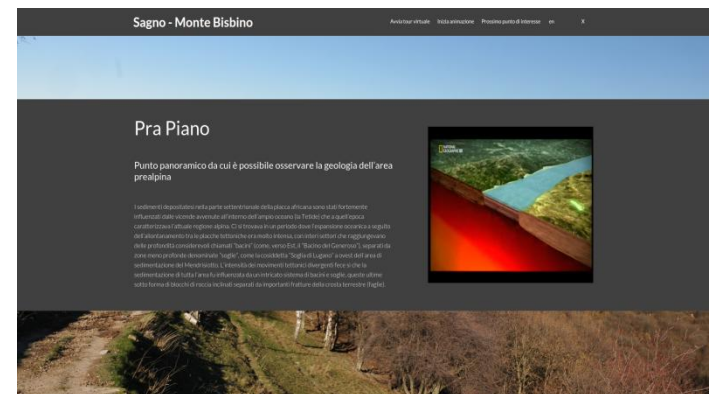 Sagno - Monte Bisbino
Avvia tour virtuale Inizia animazione Prossimo punto di interesse en X
Pra Piano
Punto panoramico da cui è possibile osservare la geologia dell'area
prealpina
NATIONAL
GEOGRAPHIC
I sedimenti depositatesi nella parte settentrionale della placca africana sono stati fortemente
influenzati dalle vicende avvenute all'interno dell'ampio oceano (la Tetide) che a quell'epoca
caratterizzava l'attuale regione alpina. Ci si trovava in un periodo dove l'espansione oceanica a seguito
dell'allontanamento tra le placche tettoniche era molto intensa, con interi settori che raggiungevano
delle profondità considerevoli chiamati "bacini" (come, verso Est, il "Bacino del Generoso"), separati da
zone meno profonde denominate "soglie", come la cosiddetta "Soglia di Lugano" a ovest dell'area di
sedimentazione del Mendrisiotto. L'intensità dei movimenti tettonici divergenti fece sì che la
sedimentazione di tutta l'area fu influenzata da un intricato sistema di bacini e soglie, queste ultime
sotto forma di blocchi di roccia inclinati separati da importanti fratture della crosta terrestre (faglie).